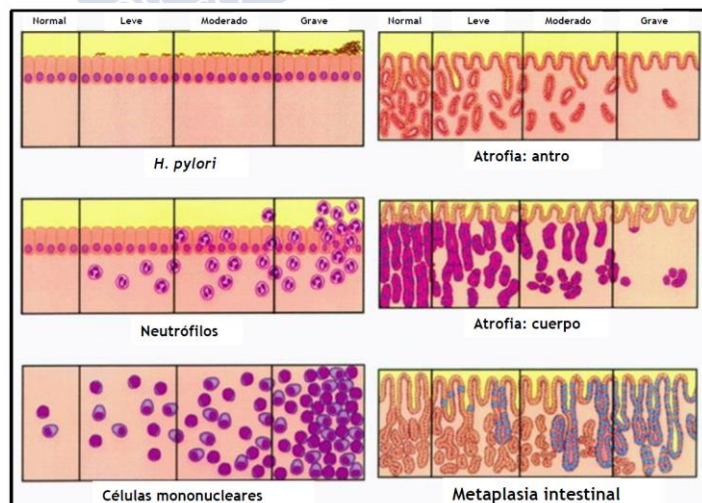 Normal Leve Moderado Grave
Normal Leve Moderado Grave
H. pylori
Atrofia: antro
Neutrófilos
Atrofia: cuerpo
Células mononucleares
Metaplasia intestinal